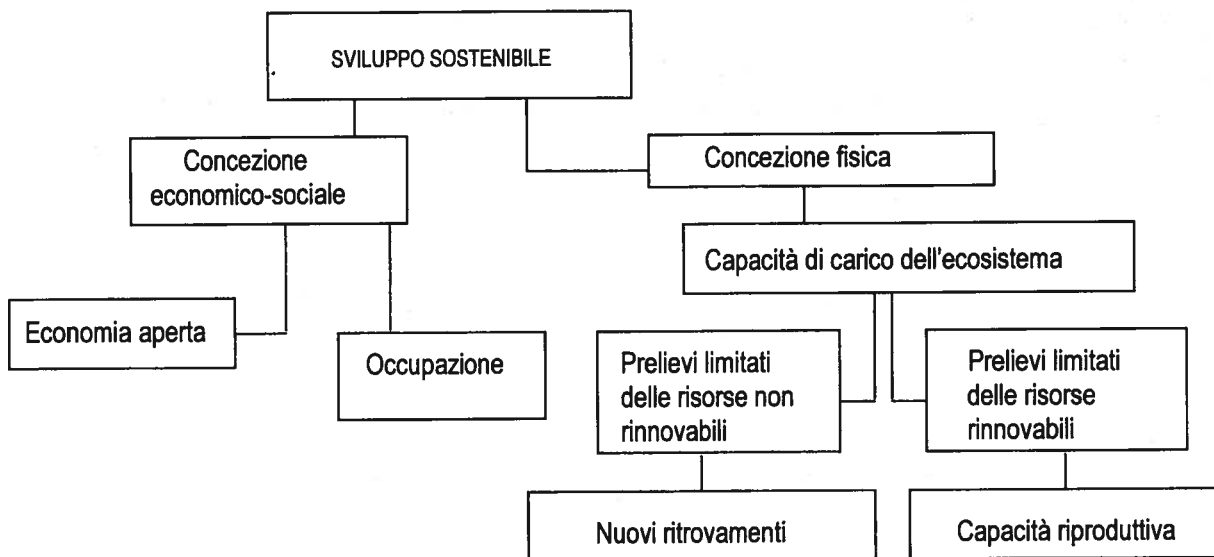 SVILUPPO SOSTENIBILE
Concezione
economico-sociale
Concezione fisica
Capacità di carico dell'ecosistema
Economia aperta
Occupazione
Prelievi limitati
delle risorse non
rinnovabili
Prelievi limitati
delle risorse
rinnovabili
Nuovi ritrovamenti
Capacità riproduttiva